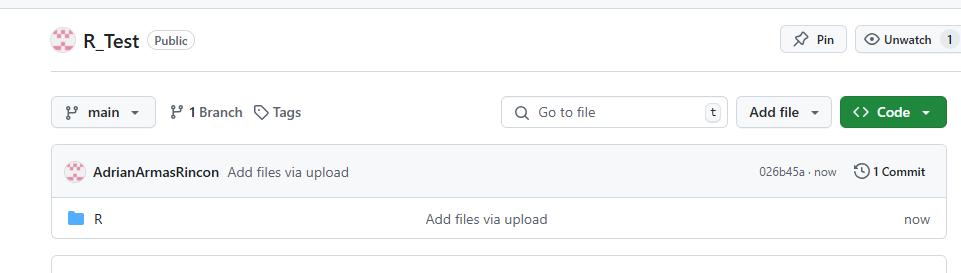 R_Test Public Pin Unwatch 1
main 1 Branch Tags Go to file t Add file Code
AdrianArmasRincon Add files via upload 026b45a · now 1 Commit
R Add files via upload now